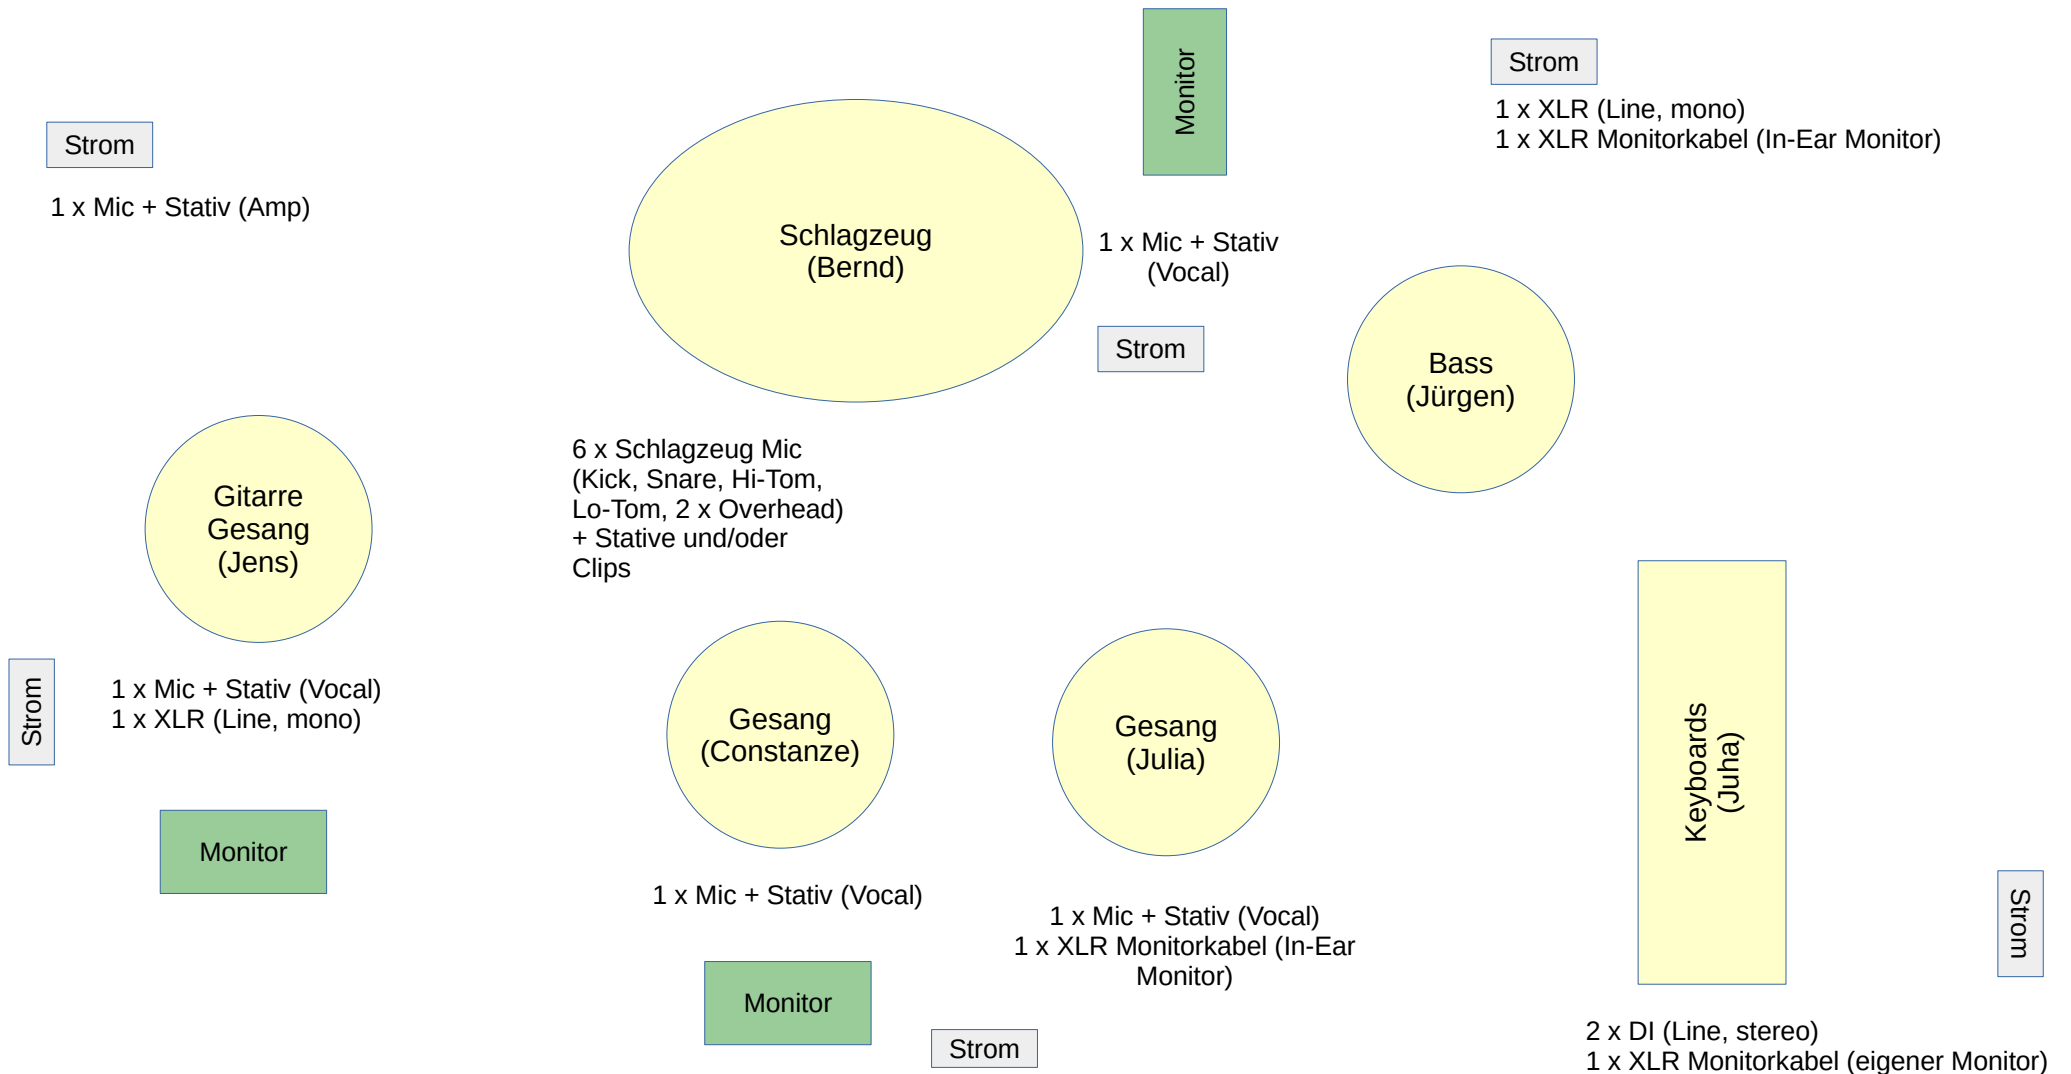 Monitor
Strom
1 x XLR (Line, mono)
1 x XLR Monitorkabel (In-Ear Monitor)
Strom
1 x Mic + Stativ (Amp)
Schlagzeug
(Bernd)
1 x Mic + Stativ
(Vocal)
Strom
Bass
(Jürgen)
6 x Schlagzeug Mic
(Kick, Snare, Hi-Tom,
Lo-Tom, 2 x Overhead)
+ Stative und/oder
Clips
Gitarre
Gesang
(Jens)
Strom
1 x Mic + Stativ (Vocal)
1 x XLR (Line, mono)
Monitor
Gesang
(Constanze)
1 x Mic + Stativ (Vocal)
Monitor
Strom
Gesang
(Julia)
1 x Mic + Stativ (Vocal)
1 x XLR Monitorkabel (In-Ear
Monitor)
Keyboards
(Juha)
Strom
2 x DI (Line, stereo)
1 x XLR Monitorkabel (eigener Monitor)